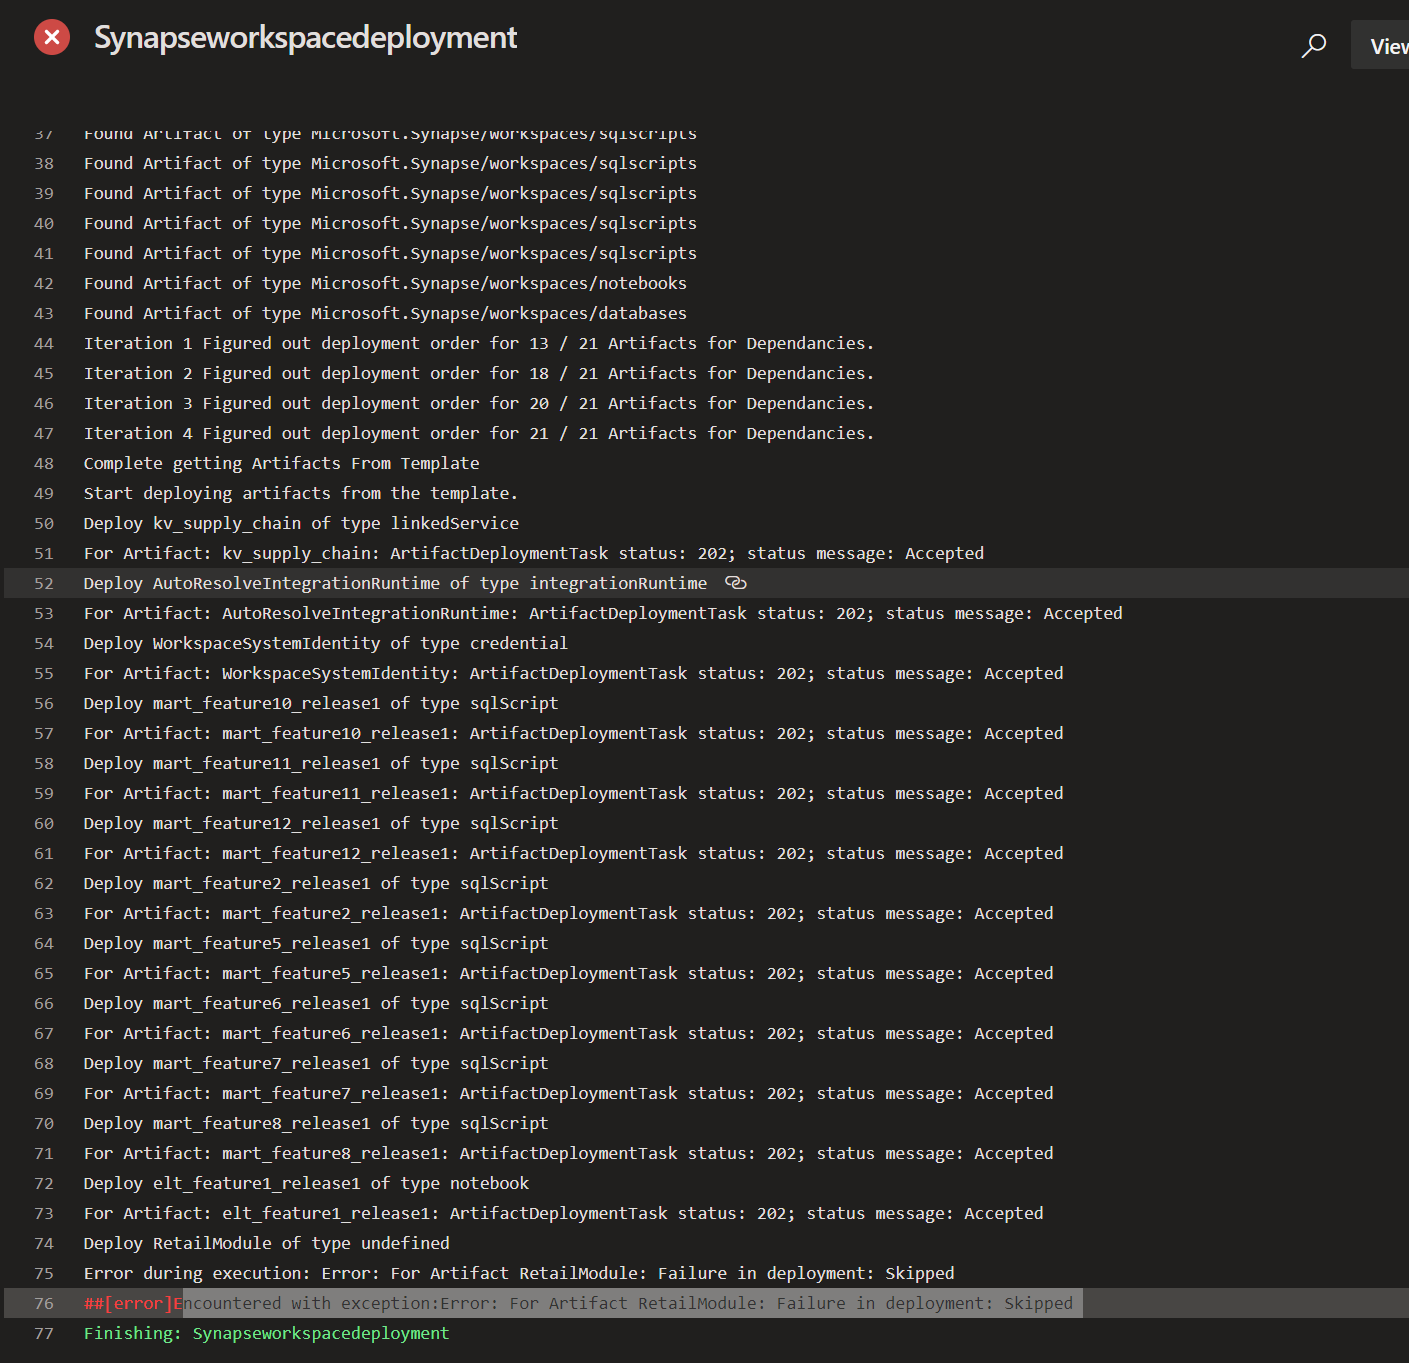 Synapseworkspacedeployment
View
37 Found Artifact of type Microsoft.Synapse/workspaces/sqlscripts
38 Found Artifact of type Microsoft.Synapse/workspaces/sqlscripts
39 Found Artifact of type Microsoft.Synapse/workspaces/sqlscripts
40 Found Artifact of type Microsoft.Synapse/workspaces/sqlscripts
41 Found Artifact of type Microsoft.Synapse/workspaces/sqlscripts
42 Found Artifact of type Microsoft.Synapse/workspaces/notebooks
43 Found Artifact of type Microsoft.Synapse/workspaces/databases
44 Iteration 1 Figured out deployment order for 13 / 21 Artifacts for Dependancies.
45 Iteration 2 Figured out deployment order for 18 / 21 Artifacts for Dependancies.
46 Iteration 3 Figured out deployment order for 20 / 21 Artifacts for Dependancies.
47 Iteration 4 Figured out deployment order for 21 / 21 Artifacts for Dependancies.
48 Complete getting Artifacts From Template
49 Start deploying artifacts from the template.
50 Deploy kv_supply_chain of type linkedService
51 For Artifact: kv_supply_chain: ArtifactDeploymentTask status: 202; status message: Accepted
52 Deploy AutoResolveIntegrationRuntime of type integrationRuntime
53 For Artifact: AutoResolveIntegrationRuntime: ArtifactDeploymentTask status: 202; status message: Accepted
54 Deploy WorkspaceSystemIdentity of type credential
55 For Artifact: WorkspaceSystemIdentity: ArtifactDeploymentTask status: 202; status message: Accepted
56 Deploy mart_feature10_release1 of type sqlScript
57 For Artifact: mart_feature10_release1: ArtifactDeploymentTask status: 202; status message: Accepted
58 Deploy mart_feature11_release1 of type sqlScript
59 For Artifact: mart_feature11_release1: ArtifactDeploymentTask status: 202; status message: Accepted
60 Deploy mart_feature12_release1 of type sqlScript
61 For Artifact: mart_feature12_release1: ArtifactDeploymentTask status: 202; status message: Accepted
62 Deploy mart_feature2_release1 of type sqlScript
63 For Artifact: mart_feature2_release1: ArtifactDeploymentTask status: 202; status message: Accepted
64 Deploy mart_feature5_release1 of type sqlScript
65 For Artifact: mart_feature5_release1: ArtifactDeploymentTask status: 202; status message: Accepted
66 Deploy mart_feature6_release1 of type sqlScript
67 For Artifact: mart_feature6_release1: ArtifactDeploymentTask status: 202; status message: Accepted
68 Deploy mart_feature7_release1 of type sqlScript
69 For Artifact: mart_feature7_release1: ArtifactDeploymentTask status: 202; status message: Accepted
70 Deploy mart_feature8_release1 of type sqlScript
71 For Artifact: mart_feature8_release1: ArtifactDeploymentTask status: 202; status message: Accepted
72 Deploy elt_feature1_release1 of type notebook
73 For Artifact: elt_feature1_release1: ArtifactDeploymentTask status: 202; status message: Accepted
74 Deploy RetailModule of type undefined
75 Error during execution: Error: For Artifact RetailModule: Failure in deployment: Skipped
76 ##[error]Encountered with exception:Error: For Artifact RetailModule: Failure in deployment: Skipped
77 Finishing: Synapseworkspacedeployment